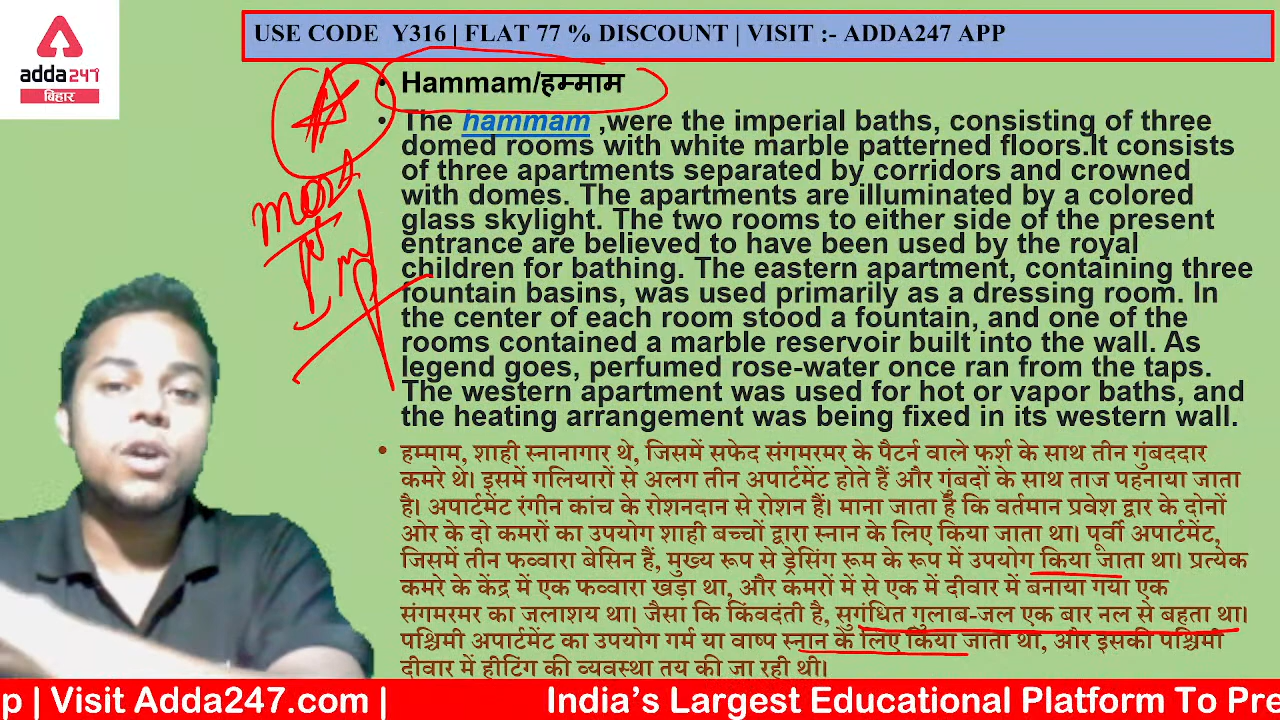 adda247
बिहार
USE CODE Y316 | FLAT 77 % DISCOUNT | VISIT :- ADDA247 APP
• Hammam/हम्माम
• The hammam ,were the imperial baths, consisting of three
domed rooms with white marble patterned floors.It consists
of three apartments separated by corridors and crowned
with domes. The apartments are illuminated by a colored
glass skylight. The two rooms to either side of the present
entrance are believed to have been used by the royal
children for bathing. The eastern apartment, containing three
fountain basins, was used primarily as a dressing room. In
the center of each room stood a fountain, and one of the
rooms contained a marble reservoir built into the wall. As
legend goes, perfumed rose-water once ran from the taps.
The western apartment was used for hot or vapor baths, and
the heating arrangement was being fixed in its western wall.
• हम्माम, शाही स्नानागार थे, जिसमें सफेद संगमरमर के पैटर्न वाले फर्श के साथ तीन गुंबददार
कमरे थे। इसमें गलियारों से अलग तीन अपार्टमेंट होते हैं और गुंबदों के साथ ताज पहनाया जाता
है। अपार्टमेंट रंगीन कांच के रोशनदान से रोशन हैं। माना जाता है कि वर्तमान प्रवेश द्वार के दोनों
ओर के दो कमरों का उपयोग शाही बच्चों द्वारा स्नान के लिए किया जाता था। पूर्वी अपार्टमेंट,
जिसमें तीन फव्वारा बेसिन हैं, मुख्य रूप से ड्रेसिंग रूम के रूप में उपयोग किया जाता था। प्रत्येक
कमरे के केंद्र में एक फव्वारा खड़ा था, और कमरों में से एक में दीवार में बनाया गया एक
संगमरमर का जलाशय था। जैसा कि किंवदंती है, सुगंधित गुलाब-जल एक बार नल से बहता था।
पश्चिमी अपार्टमेंट का उपयोग गर्म या वाष्प स्नान के लिए किया जाता था, और इसकी पश्चिमी
दीवार में हीटिंग की व्यवस्था तय की जा रही थी।
p | Visit Adda247.com | India's Largest Educational Platform To Pre